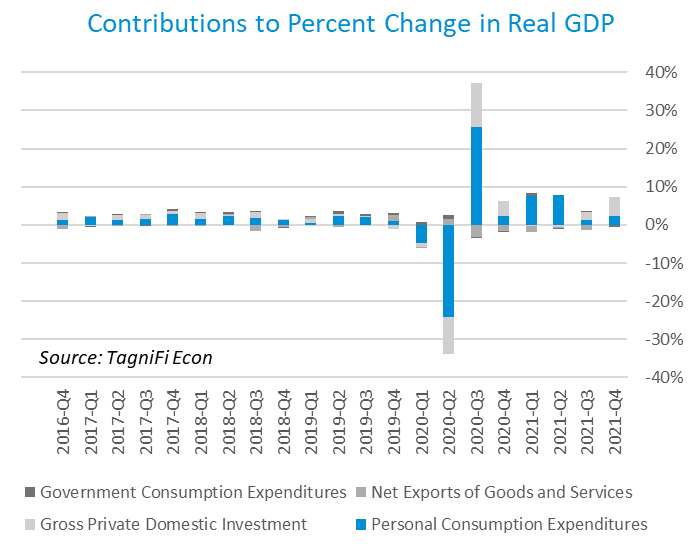 Contributions to Percent Change in Real GDP
40%
30%
20%
10%
0%
-10%
-20%
-30%
-40%
Source: TagniFi Econ
2016-Q4
2017-Q1
2017-Q2
2017-Q3
2017-Q4
2018-Q1
2018-Q2
2018-Q3
2018-Q4
2019-Q1
2019-Q2
2019-Q3
2019-Q4
2020-Q1
2020-Q2
2020-Q3
2020-Q4
2021-Q1
2021-Q2
2021-Q3
2021-Q4
Government Consumption Expenditures
Net Exports of Goods and Services
Gross Private Domestic Investment
Personal Consumption Expenditures